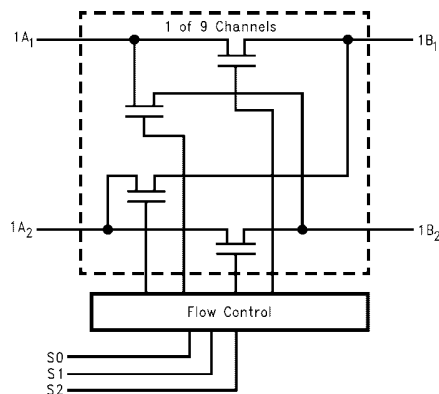 1 of 9 Channels
1A₁
1B₁
1A₂
1B₂
Flow Control
S0
S1
S2